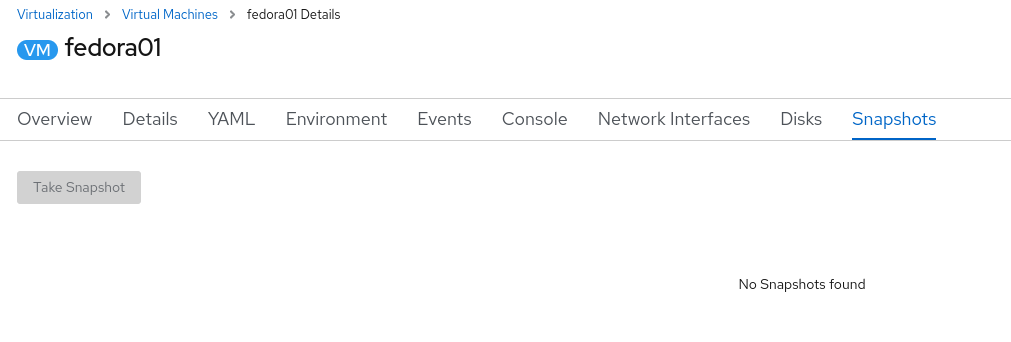 Virtualization > Virtual Machines > fedora01 Details
VM fedora01
Overview Details YAML Environment Events Console Network Interfaces Disks Snapshots
Take Snapshot
No Snapshots found